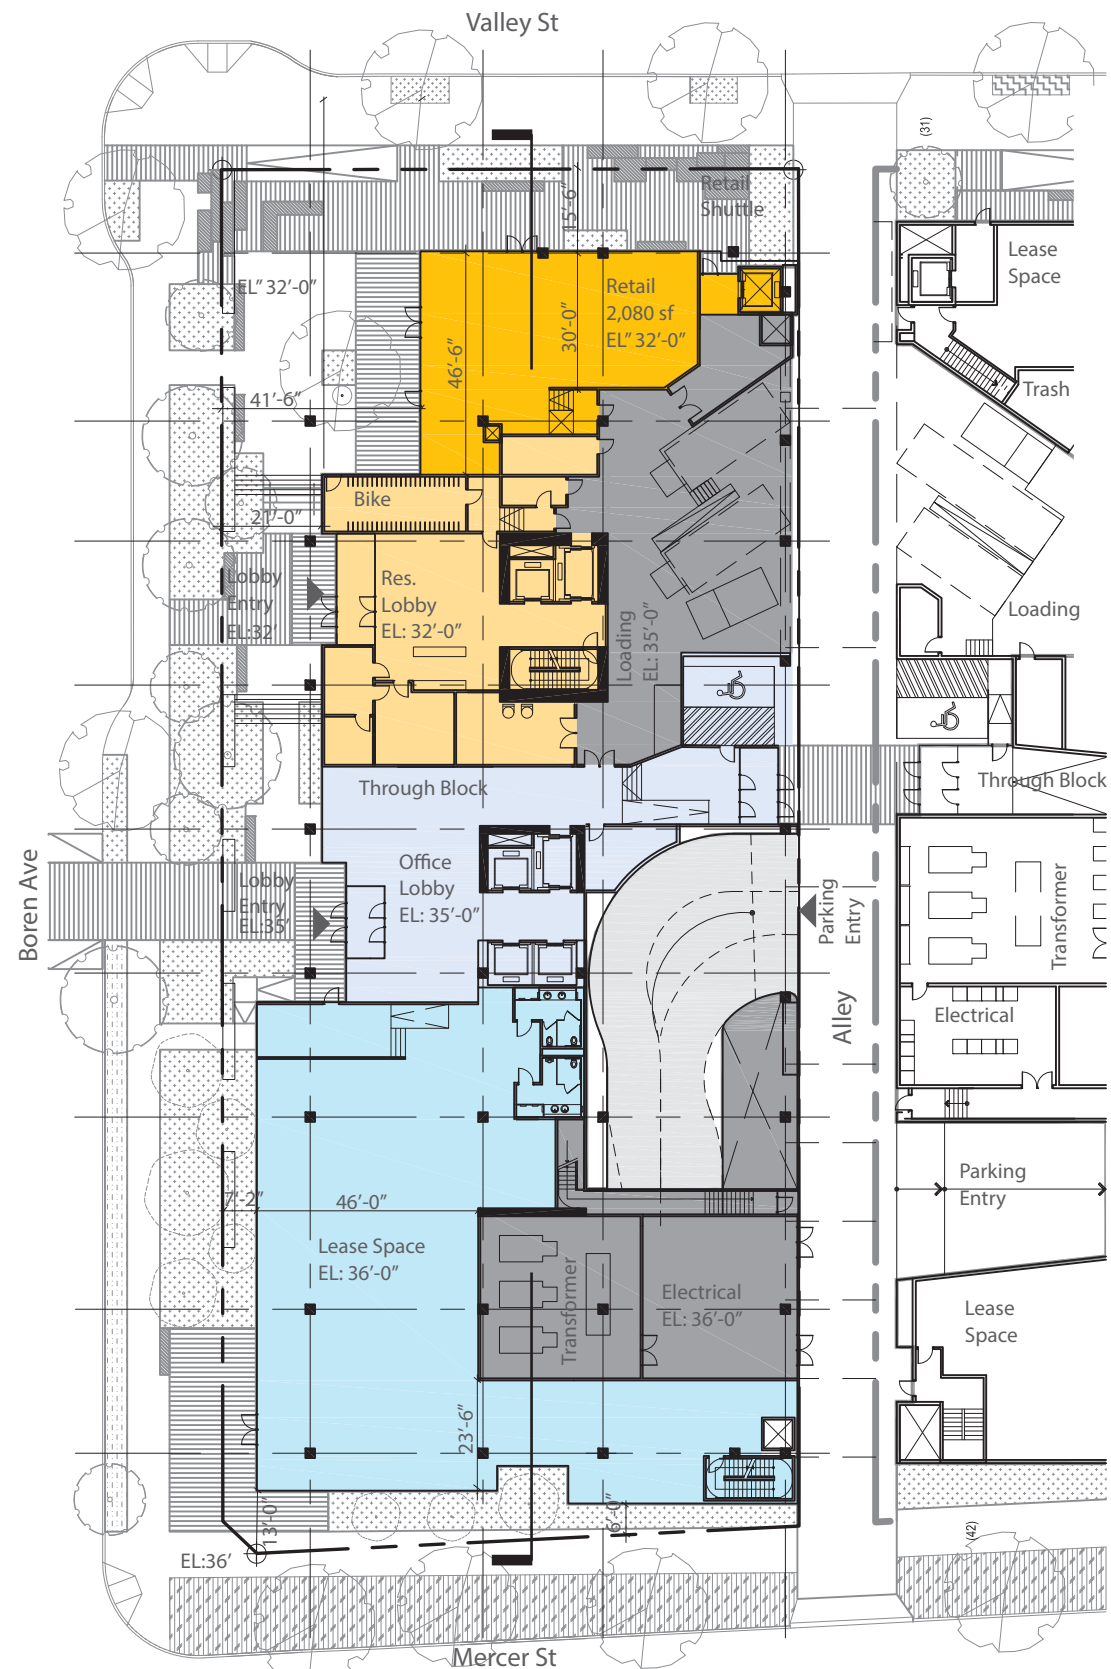 Valley St
(31)
Retail
Shuttle
15'-6"
Lease
Space
EL" 32'-0"
Retail
2,080 sf
EL" 32'-0"
30'-0"
46'-6"
41'-6"
Trash
Bike
21'-0"
Lobby
Entry
EL:32'
Res.
Lobby
EL: 32'-0"
Loading
EL: 35'-0"
Loading
Through Block
Through Block
Boren Ave
Lobby
Entry
EL:35'
Office
Lobby
EL: 35'-0"
Parking
Entry
Transformer
Alley
Electrical
7'-2"
46'-0"
Parking
Entry
Lease Space
EL: 36'-0"
Transformer
Electrical
EL: 36'-0"
Lease
Space
23'-6"
13'-0"
6'-0"
EL:36'
(42)
Mercer St